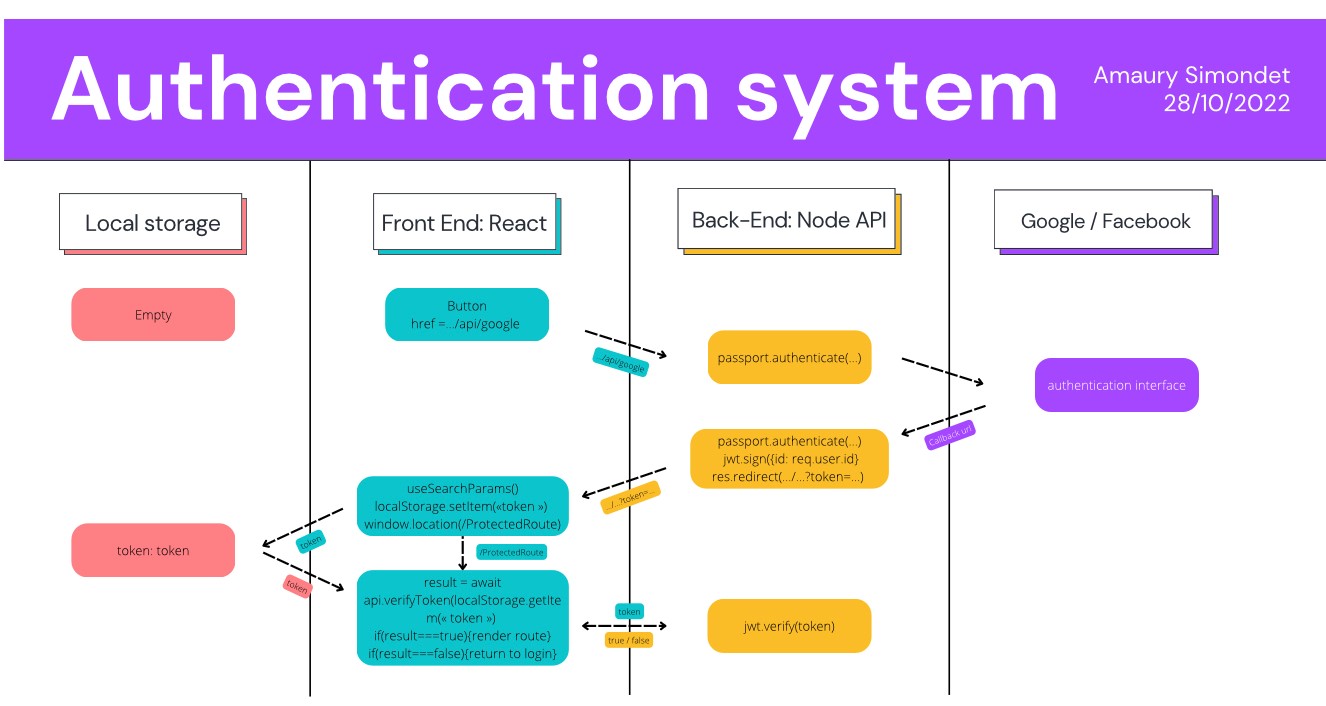 Authentication system
Amaury Simondet
28/10/2022
Local storage
Front End: React
Back-End: Node API
Google / Facebook
Empty
Button
href =.../api/google
.../api/google
passport.authenticate(...)
authentication interface
Callback url
passport.authenticate(...)
jwt.sign({id: req.user.id}
res.redirect(.../...?token=...)
.../...?token=...
useSearchParams()
localStorage.setItem(«token »)
window.location(/ProtectedRoute)
token
token: token
token
/ProtectedRoute
result = await
api.verifyToken(localStorage.getIte
m(« token »)
if(result===true){render route}
if(result===false){return to login}
token
true / false
jwt.verify(token)